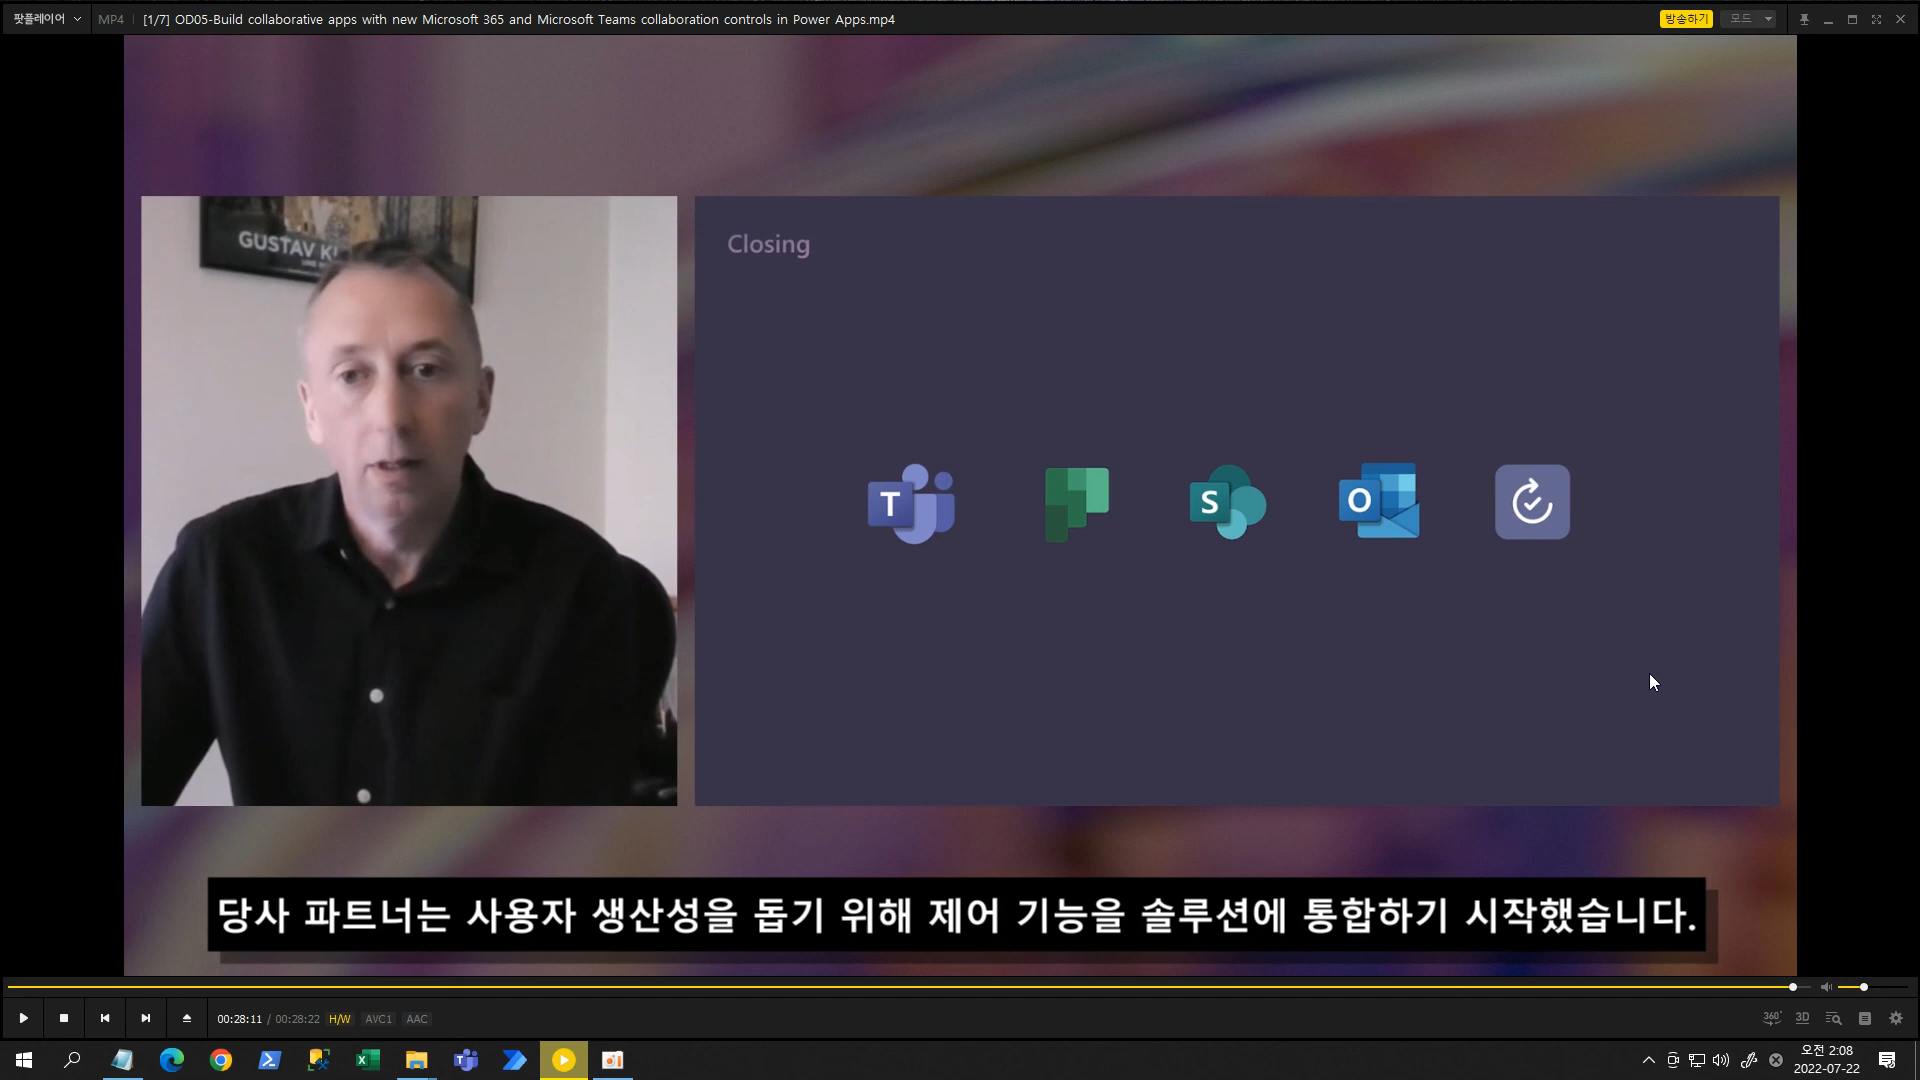 팟플레이어
MP4
[1/7] OD05-Build collaborative apps with new Microsoft 365 and Microsoft Teams collaboration controls in Power Apps.mp4
방송하기
모드
GUSTAV
Closing
T
S
O
당사 파트너는 사용자 생산성을 돕기 위해 제어 기능을 솔루션에 통합하기 시작했습니다.
00:28:11 / 00:28:22 H/W AVC1 AAC
360°
3D
오전 2:08
2022-07-22